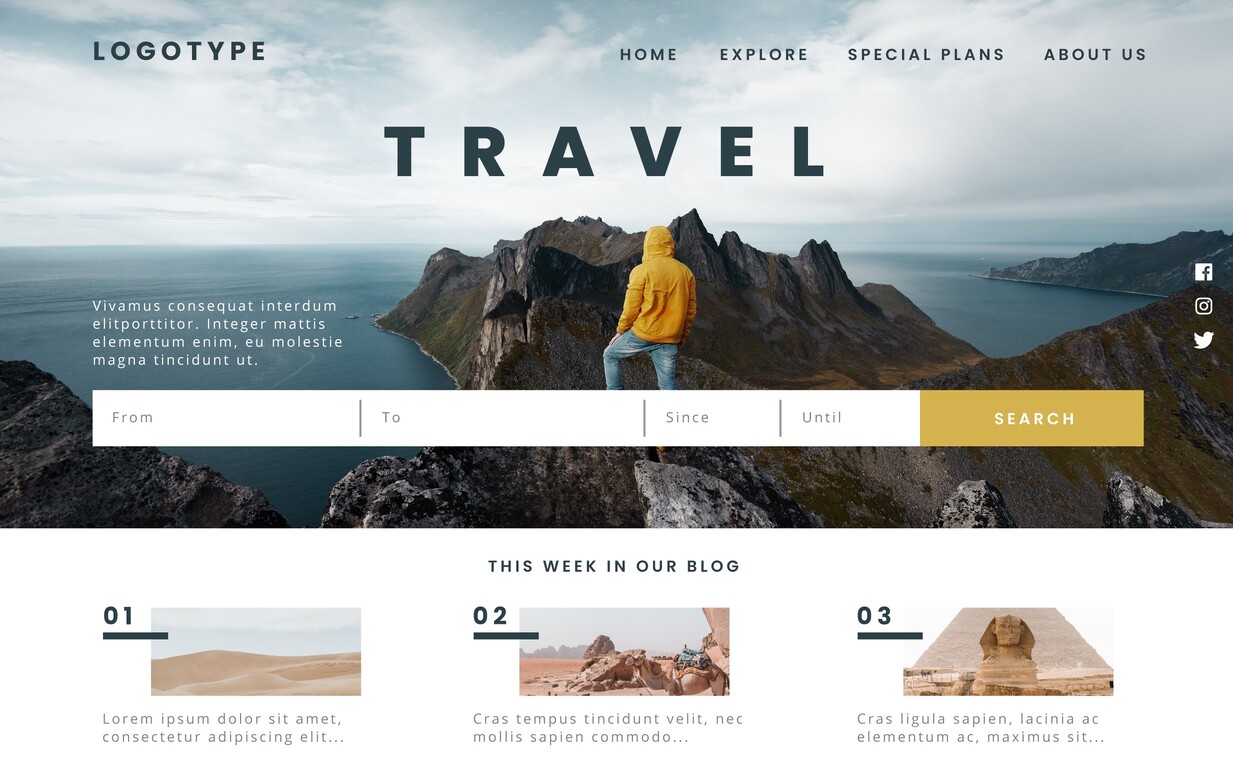 LOGOTYPE
HOME EXPLORE SPECIAL PLANS ABOUT US
TRAVEL
Vivamus consequat interdum
elitporttitor. Integer mattis
elementum enim, eu molestie
magna tincidunt ut.
From To Since Until SEARCH
THIS WEEK IN OUR BLOG
01
Lorem ipsum dolor sit amet,
consectetur adipiscing elit...
02
Cras tempus tincidunt velit, nec
mollis sapien commodo...
03
Cras ligula sapien, lacinia ac
elementum ac, maximus sit...